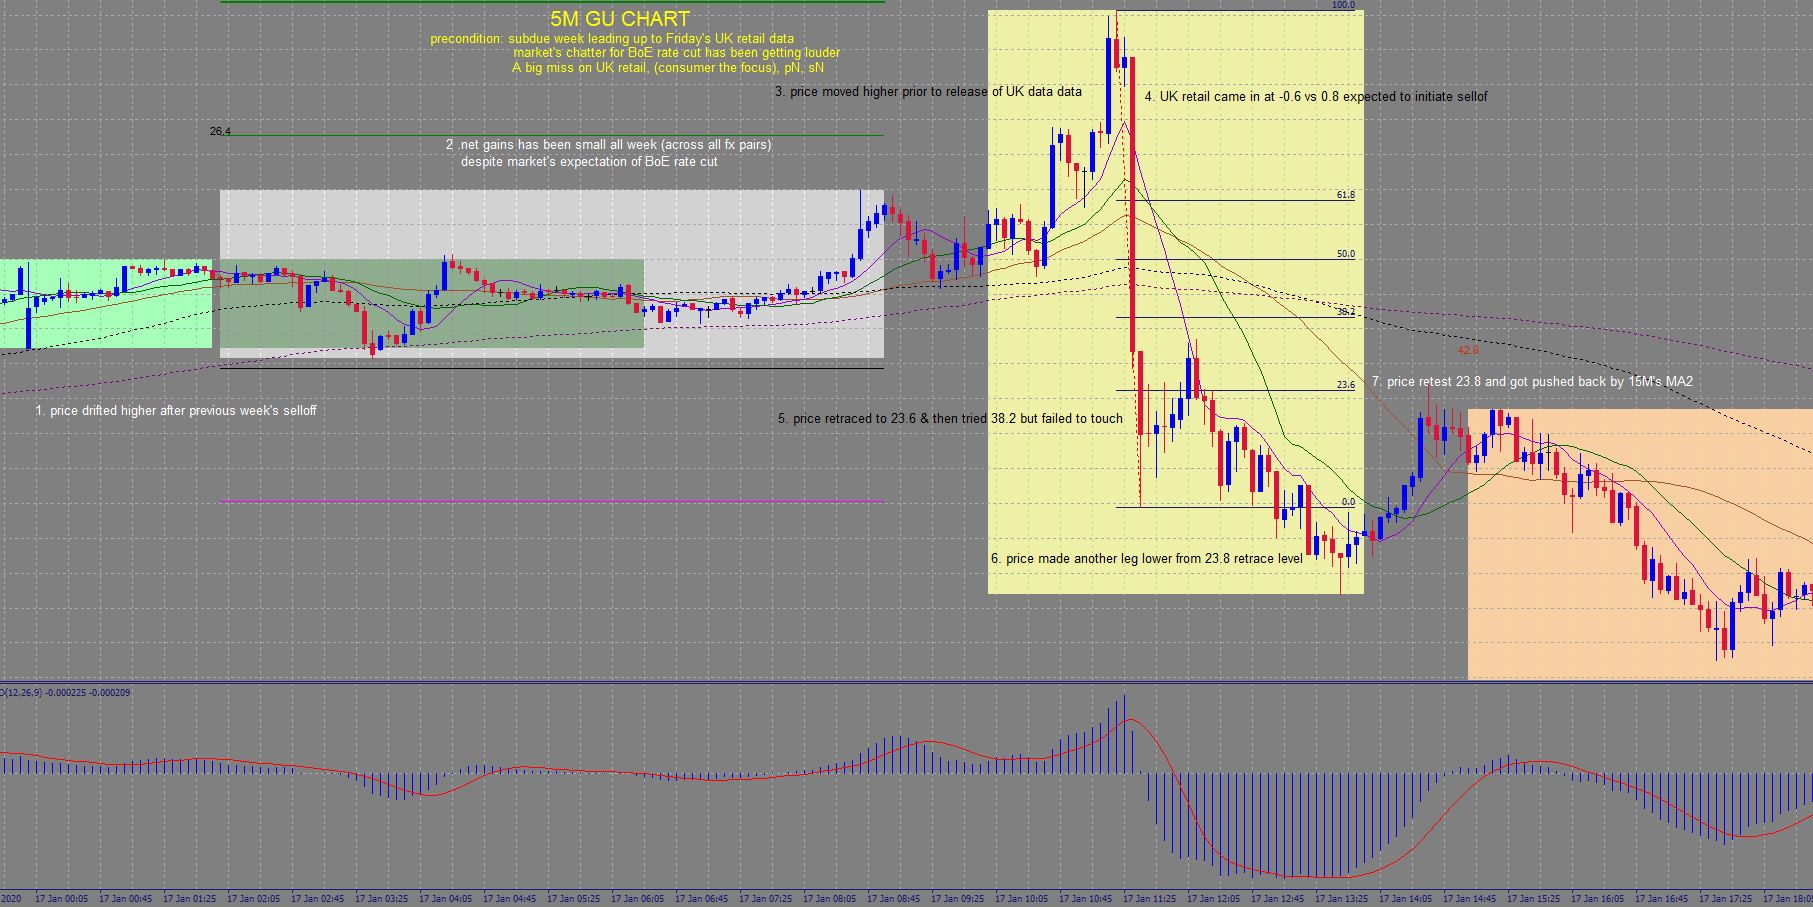 5M GU CHART
precondition: subdue week leading up to Friday's UK retail data
market's chatter for BoE rate cut has been getting louder
A big miss on UK retail, (consumer the focus), pN, sN
3. price moved higher prior to release of UK data data
4. UK retail came in at -0.6 vs 0.8 expected to initiate sellof
26.4
2 .net gains has been small all week (across all fx pairs)
despite market's expectation of BoE rate cut
100.0
61.8
50.0
38.2
23.6
0.0
42.8
7. price retest 23.8 and got pushed back by 15M's MA2
1. price drifted higher after previous week's selloff
5. price retraced to 23.6 & then tried 38.2 but failed to touch
6. price made another leg lower from 23.8 retrace level
D(12,26,9) -0.000225 -0.000209
2020 17 Jan 00:05 17 Jan 00:45 17 Jan 01:25 17 Jan 02:05 17 Jan 02:45 17 Jan 03:25 17 Jan 04:05 17 Jan 04:45 17 Jan 05:25 17 Jan 06:05 17 Jan 06:45 17 Jan 07:25 17 Jan 08:05 17 Jan 08:45 17 Jan 09:25 17 Jan 10:05 17 Jan 10:45 17 Jan 11:25 17 Jan 12:05 17 Jan 12:45 17 Jan 13:25 17 Jan 14:05 17 Jan 14:45 17 Jan 15:25 17 Jan 16:05 17 Jan 16:45 17 Jan 17:25 17 Jan 18:05